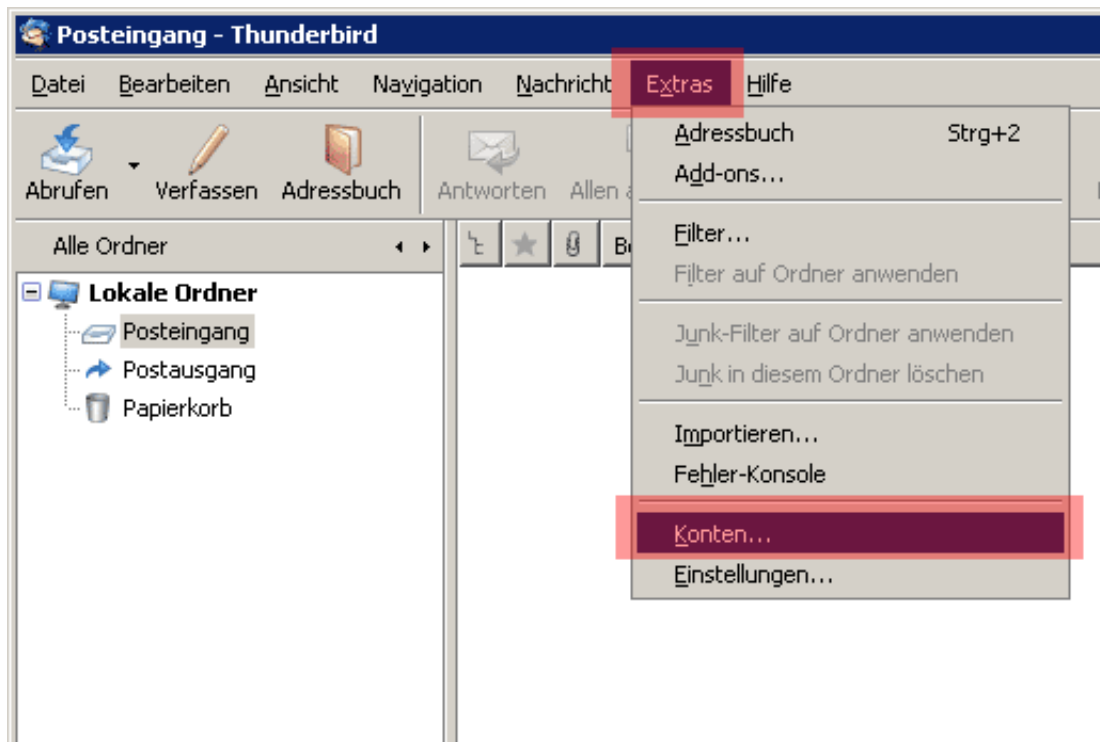 Posteingang - Thunderbird
Datei Bearbeiten Ansicht Navigation Nachricht Extras Hilfe
Abrufen Verfassen Adressbuch Antworten Allen
Alle Ordner
Lokale Ordner
Posteingang
Postausgang
Papierkorb
Adressbuch Strg+2
Add-ons...
Filter...
Filter auf Ordner anwenden
Junk-Filter auf Ordner anwenden
Junk in diesem Ordner löschen
Importieren...
Fehler-Konsole
Konten...
Einstellungen...